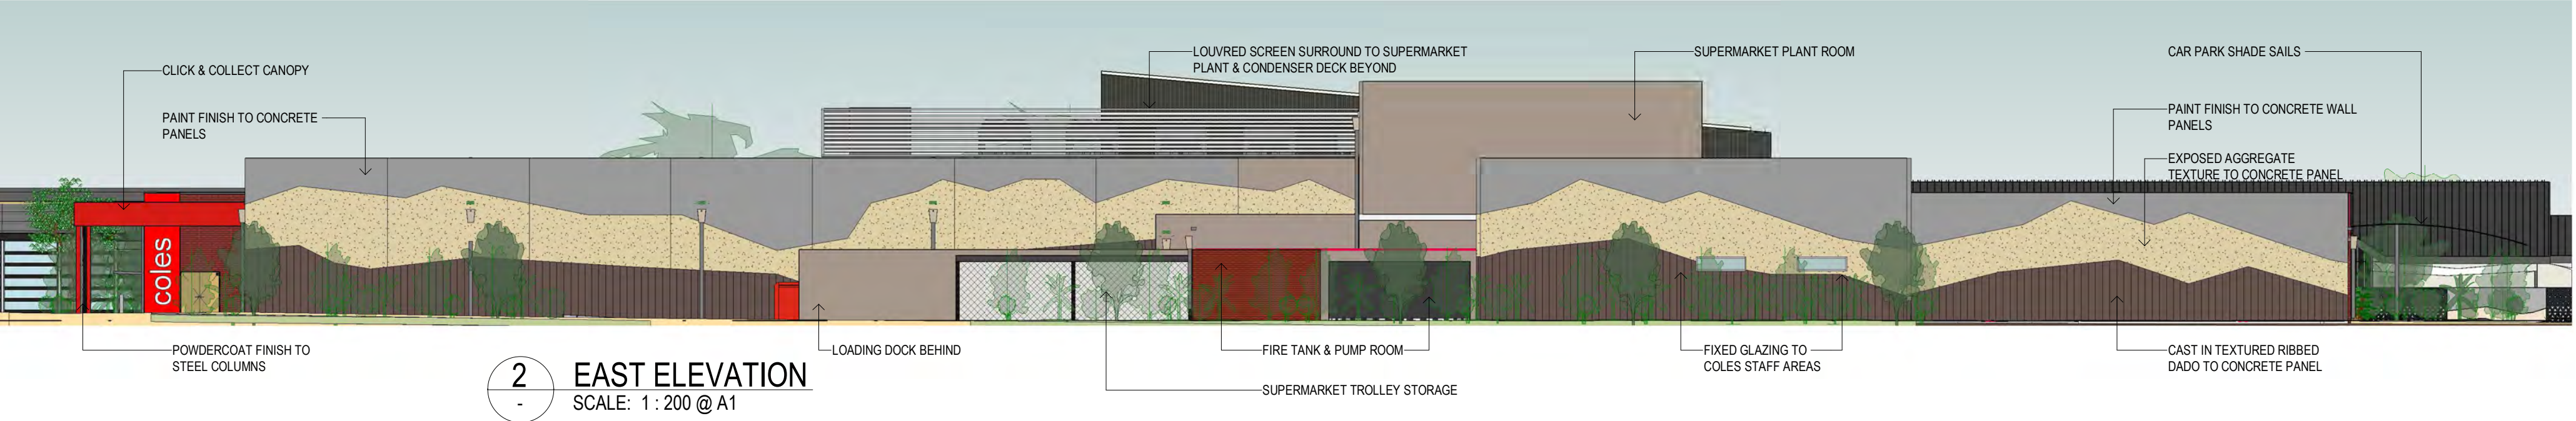 CLICK & COLLECT CANOPY
PAINT FINISH TO CONCRETE
PANELS
LOUVRED SCREEN SURROUND TO SUPERMARKET
PLANT & CONDENSER DECK BEYOND
SUPERMARKET PLANT ROOM
CAR PARK SHADE SAILS
PAINT FINISH TO CONCRETE WALL
PANELS
EXPOSED AGGREGATE
TEXTURE TO CONCRETE PANEL
coles
POWDERCOAT FINISH TO
STEEL COLUMNS
LOADING DOCK BEHIND
FIRE TANK & PUMP ROOM
SUPERMARKET TROLLEY STORAGE
FIXED GLAZING TO
COLES STAFF AREAS
CAST IN TEXTURED RIBBED
DADO TO CONCRETE PANEL
2
-
EAST ELEVATION
SCALE: 1 : 200 @ A1